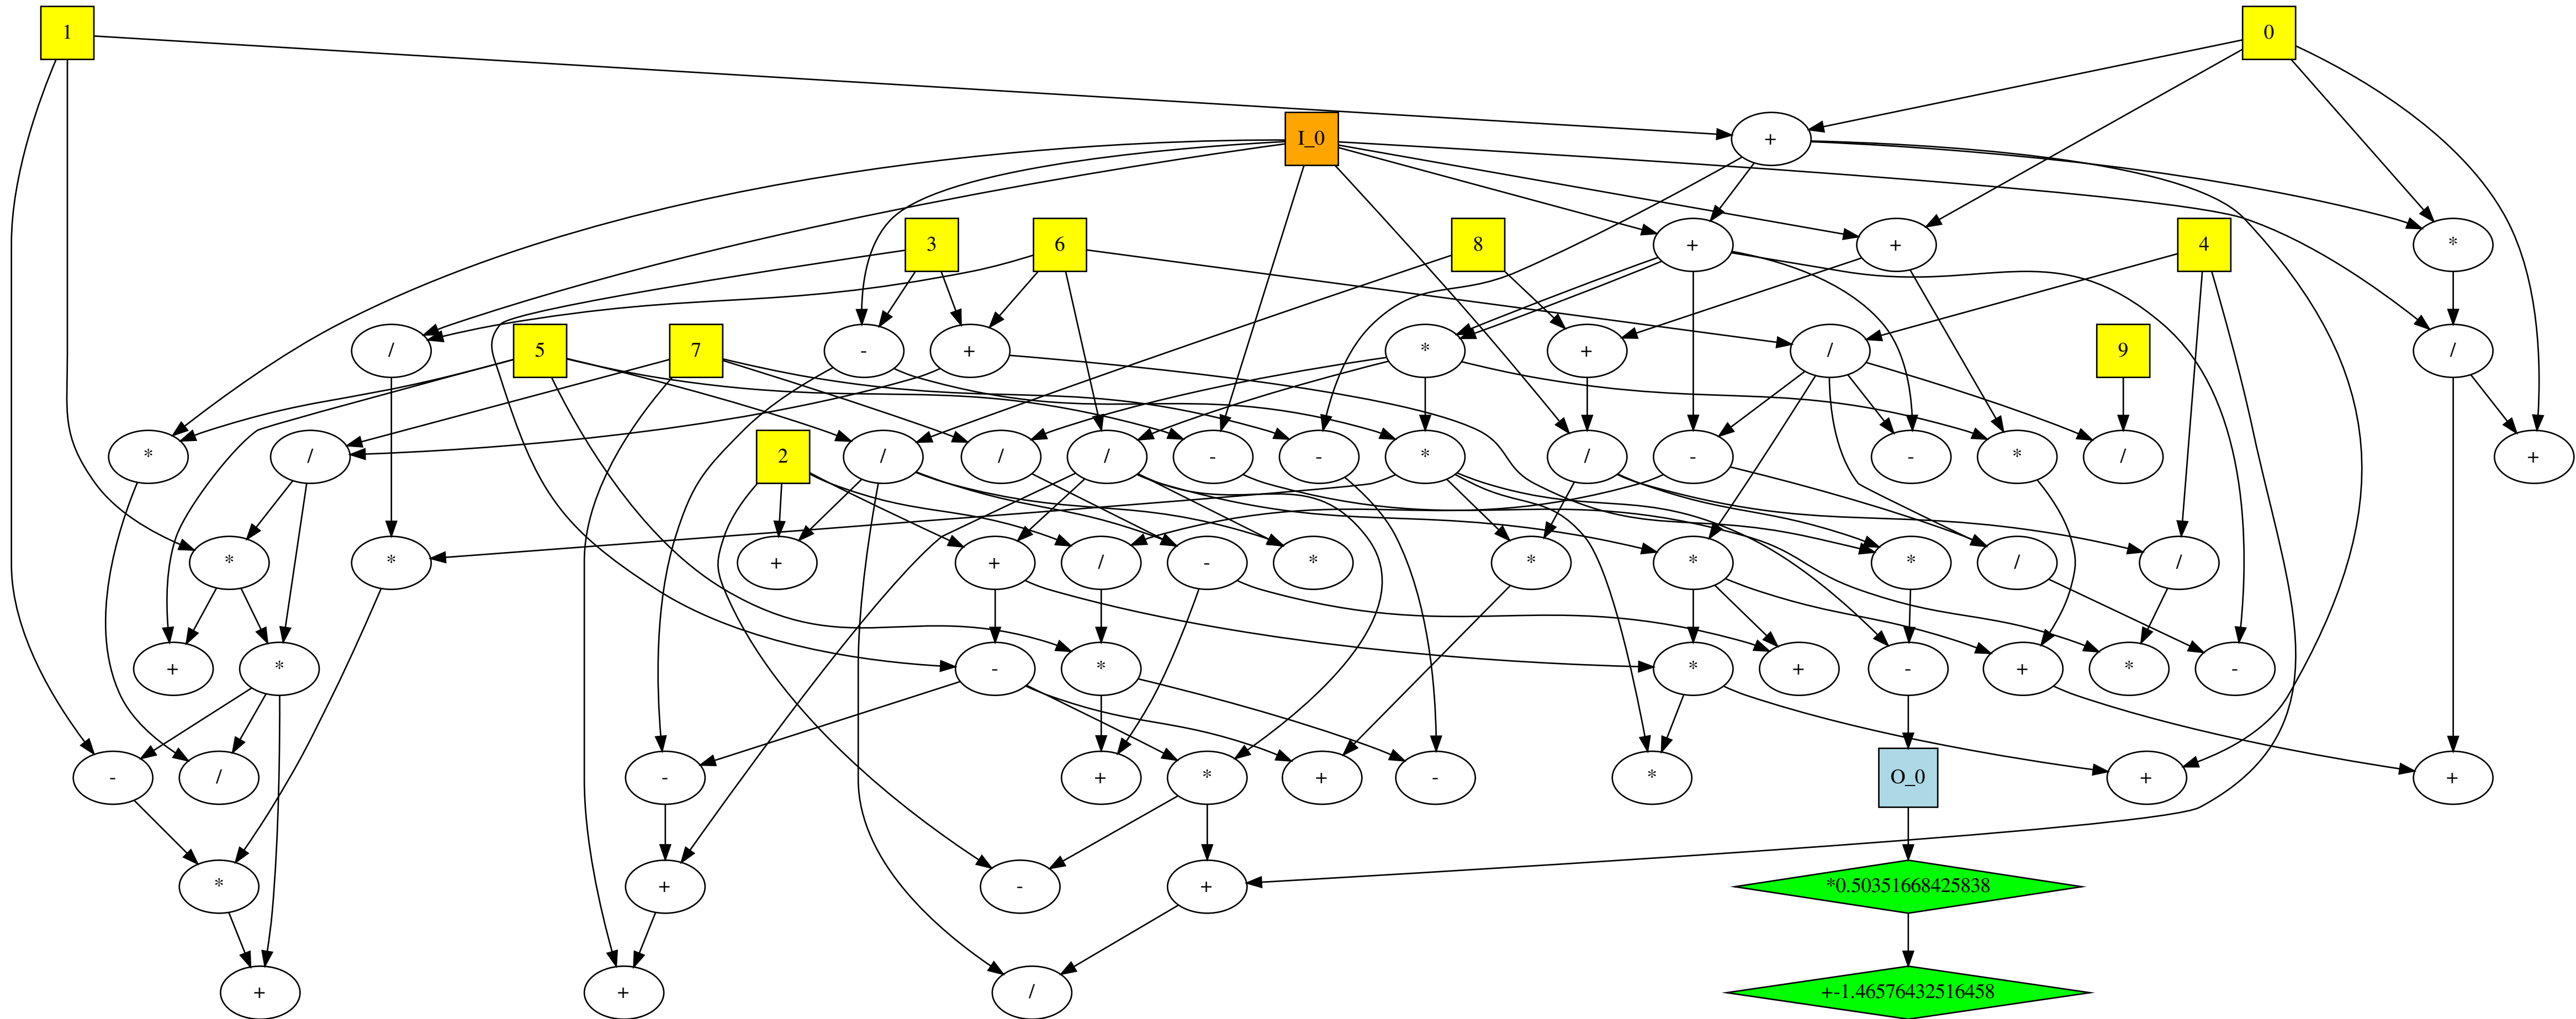 1 0
I_0 +
3 6 8 + + 4 *
/ 5 7 - + * + / 9 /
* / 2 / / / - - * / - - * / +
* * + + / - * * * * / /
+ * - * * + - + * -
- / - + * + - * O_0 + +
* + - + *0.50351668425838
+ + / +-1.46576432516458